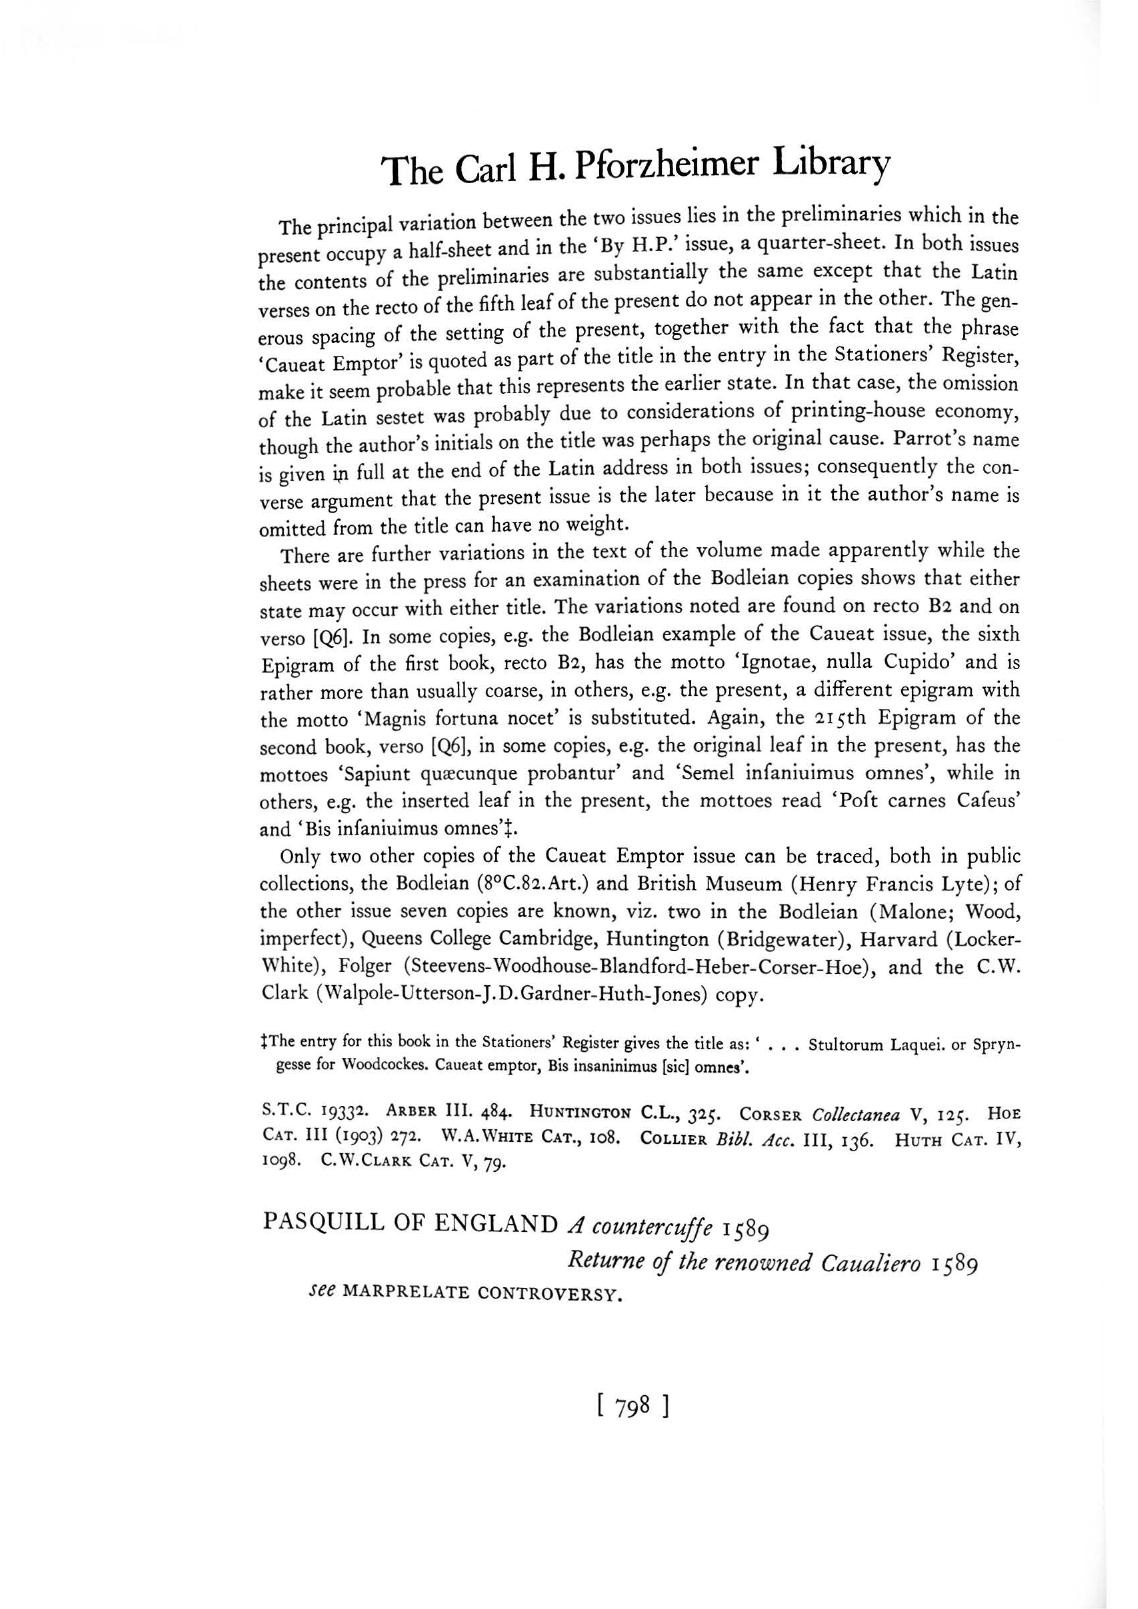 The Carl H. Pforzheimer Library
The principal variation between the two issues lies in the preliminaries which in the
present occupy a half-sheet and in the ‘By H.P.’ issue, a quarter-sheet. In both issues
the contents of the preliminaries are substantially the same except that the Latin
verses on the recto of the fifth leaf of the present do not appear in the other. The gen-
erous spacing of the setting of the present, together with the fact that the phrase
‘Caueat Emptor’ is quoted as part of the title in the entry in the Stationers’ Register,
make it seem probable that this represents the earlier state. In that case, the omission
of the Latin sestet was probably due to considerations of printing-house economy,
though the author’s initials on the title was perhaps the original cause. Parrot’s name
is given in full at the end of the Latin address in both issues; consequently the con-
verse argument that the present issue is the later because in it the author’s name is
omitted from the title can have no weight.
There are further variations in the text of the volume made apparently while the
sheets were in the press for an examination of the Bodleian copies shows that either
state may occur with either title. The variations noted are found on recto B2 and on
verso [Q6]. In some copies, e.g. the Bodleian example of the Caueat issue, the sixth
Epigram of the first book, recto B2, has the motto ‘Ignotae, nulla Cupido’ and is
rather more than usually coarse, in others, e.g. the present, a different epigram with
the motto ‘Magnis fortuna nocet’ is substituted. Again, the 215th Epigram of the
second book, verso [Q6], in some copies, e.g. the original leaf in the present, has the
mottoes ‘Sapiunt quæcunque probantur’ and ‘Semel infaniuimus omnes’, while in
others, e.g. the inserted leaf in the present, the mottoes read ‘Poſt carnes Cafeus’
and ‘Bis infaniuimus omnes’‡.
Only two other copies of the Caueat Emptor issue can be traced, both in public
collections, the Bodleian (8ºC.82.Art.) and British Museum (Henry Francis Lyte); of
the other issue seven copies are known, viz. two in the Bodleian (Malone; Wood,
imperfect), Queens College Cambridge, Huntington (Bridgewater), Harvard (Locker-
White), Folger (Steevens-Woodhouse-Blandford-Heber-Corser-Hoe), and the C.W.
Clark (Walpole-Utterson-J.D.Gardner-Huth-Jones) copy.
‡The entry for this book in the Stationers’ Register gives the title as: ‘ . . . Stultorum Laquei. or Spryn-
gesse for Woodcockes. Caueat emptor, Bis insaninimus [sic] omnes’.
S.T.C. 19332. ARBER III. 484. HUNTINGTON C.L., 325. CORSER Collectanea V, 125. HOE
CAT. III (1903) 272. W.A.WHITE CAT., 108. COLLIER Bibl. Acc. III, 136. HUTH CAT. IV,
1098. C.W.CLARK CAT. V, 79.
PASQUILL OF ENGLAND A countercuffe 1589
Returne of the renowned Caualiero 1589
see MARPRELATE CONTROVERSY.
[ 798 ]